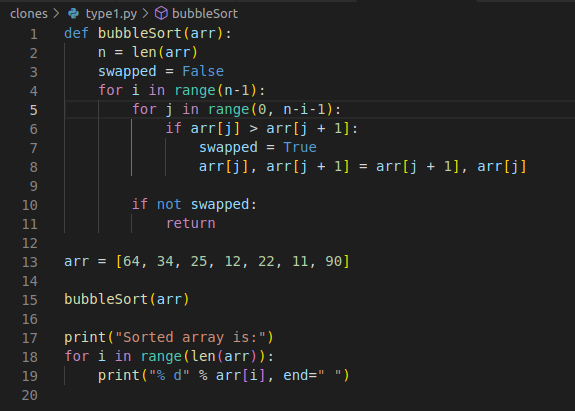 clones > type1.py > bubbleSort
1 def bubbleSort(arr):
2     n = len(arr)
3     swapped = False
4     for i in range(n-1):
5         for j in range(0, n-i-1):
6             if arr[j] > arr[j + 1]:
7                 swapped = True
8                 arr[j], arr[j + 1] = arr[j + 1], arr[j]
9
10         if not swapped:
11             return
12
13 arr = [64, 34, 25, 12, 22, 11, 90]
14
15 bubbleSort(arr)
16
17 print("Sorted array is:")
18 for i in range(len(arr)):
19     print("% d" % arr[i], end=" ")
20